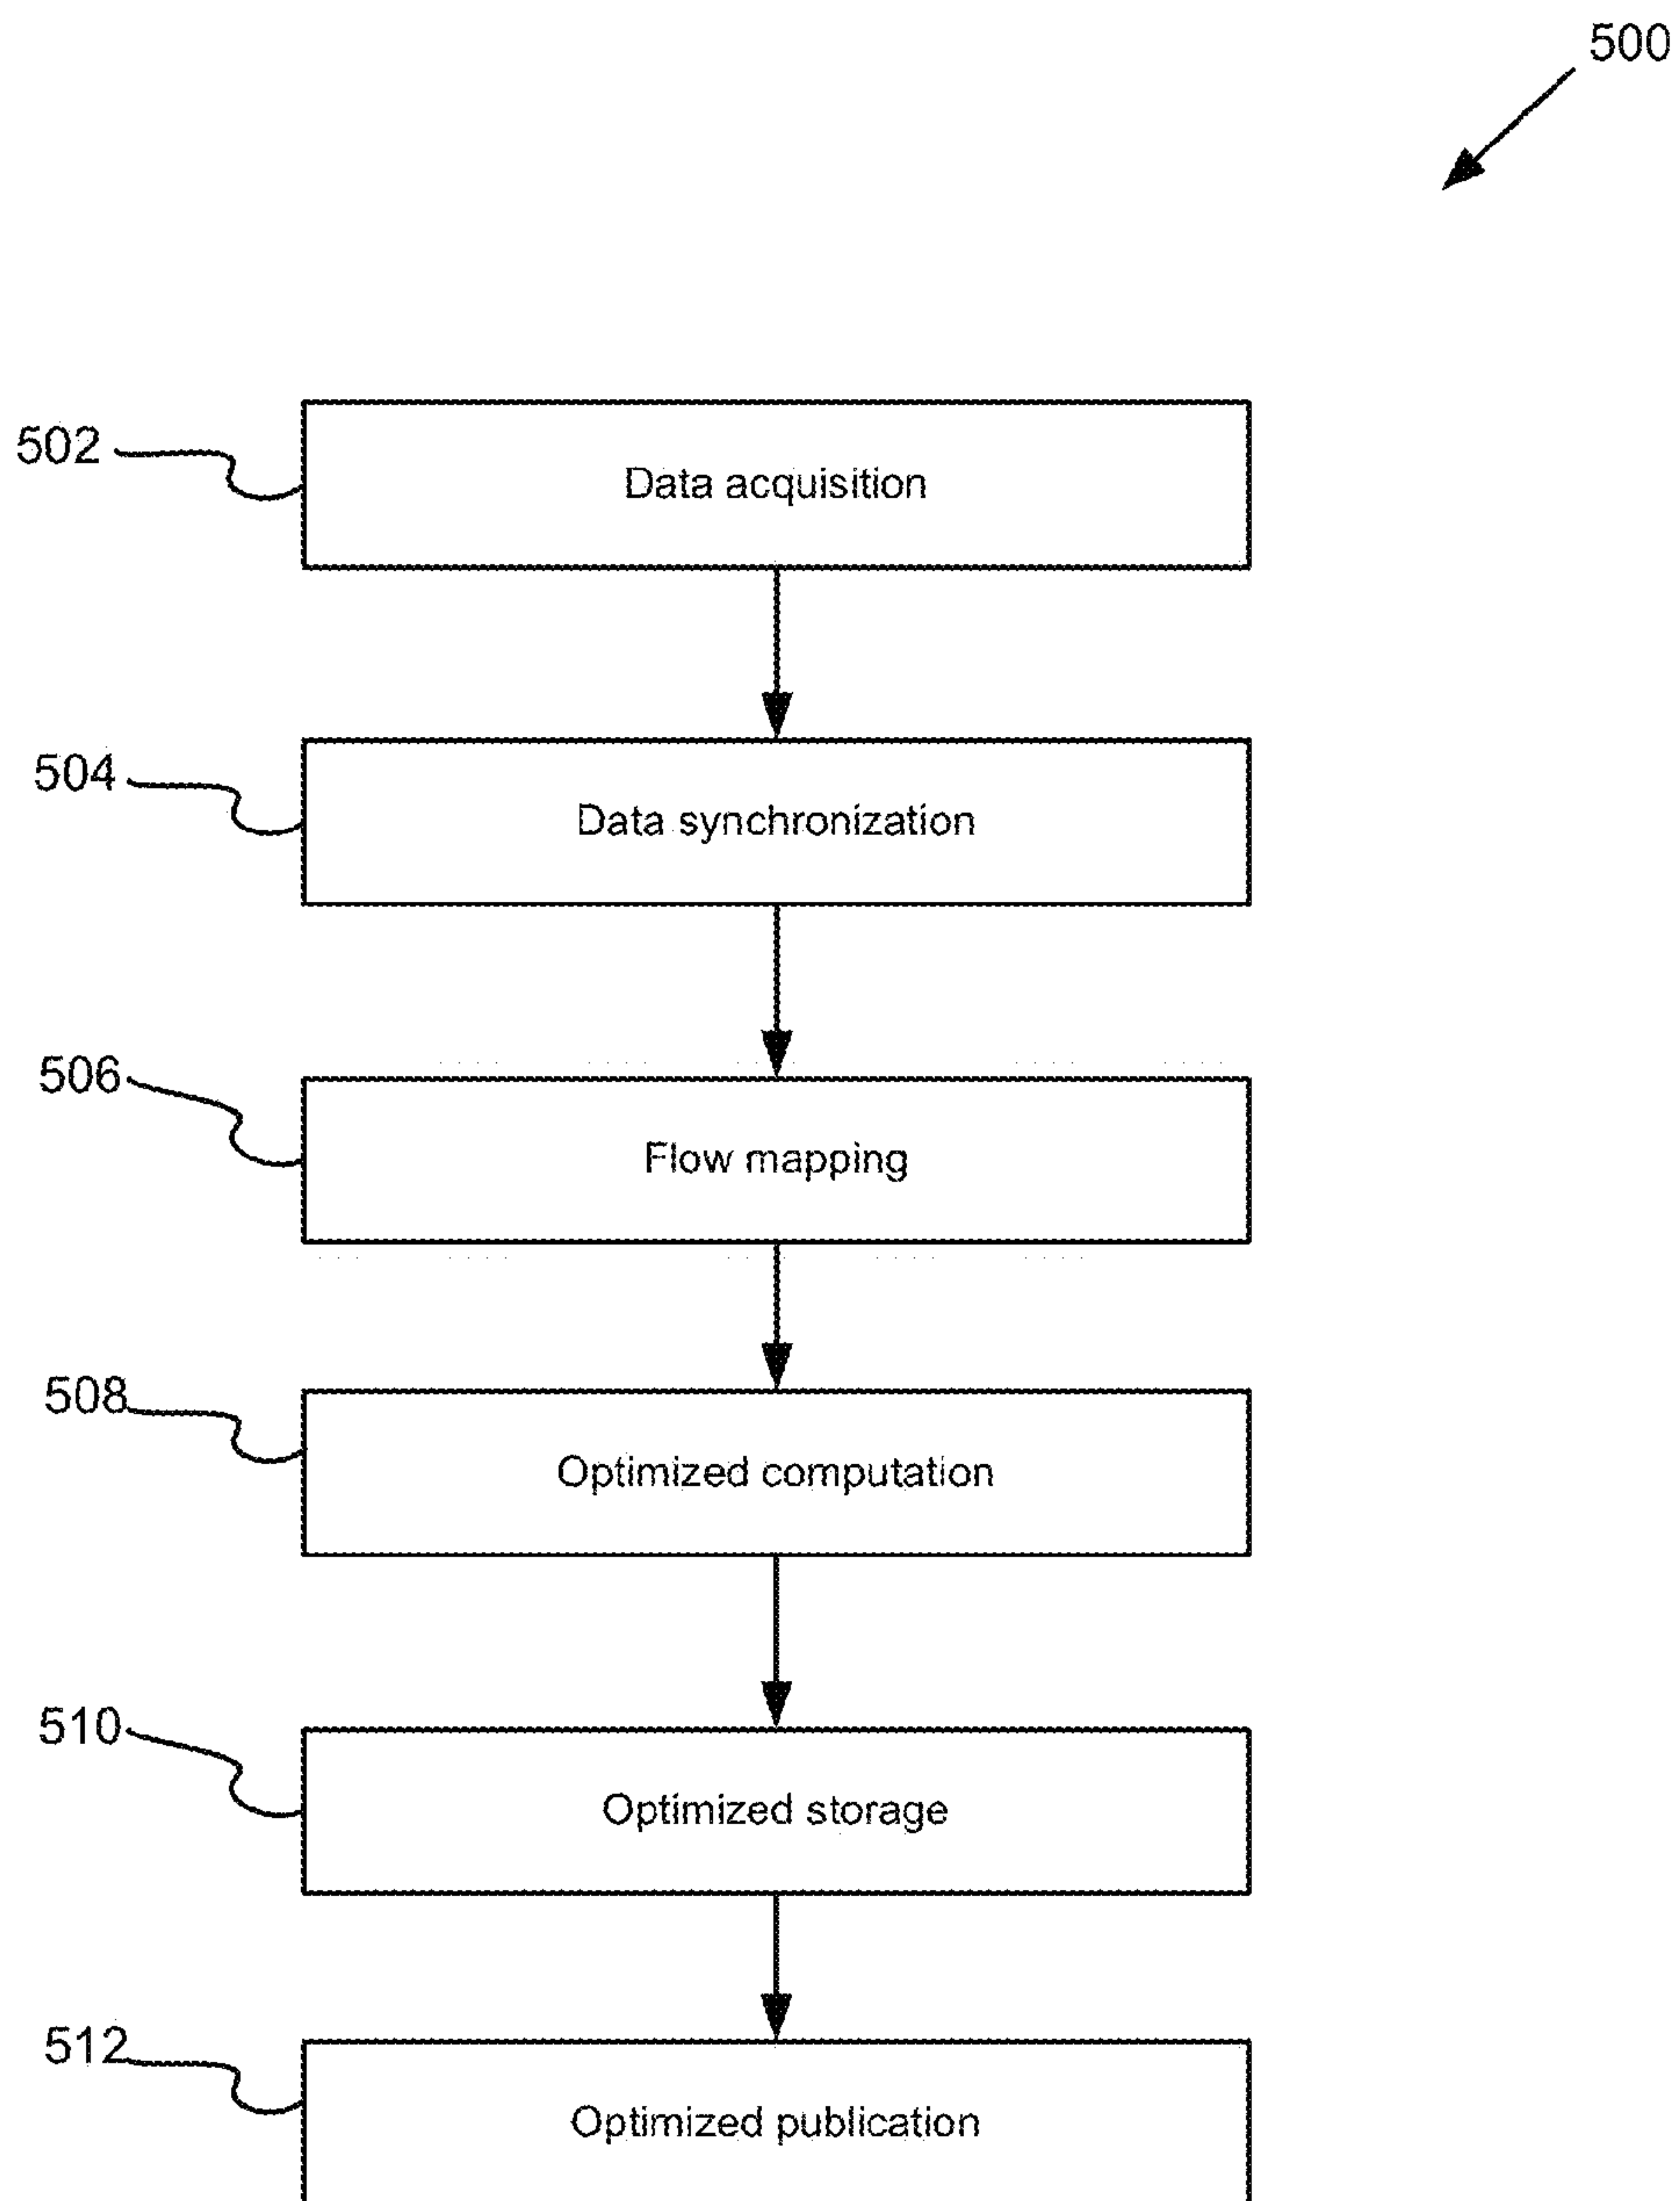 500
502
Data acquisition
504
Data synchronization
506
Flow mapping
508
Optimized computation
510
Optimized storage
512
Optimized publication